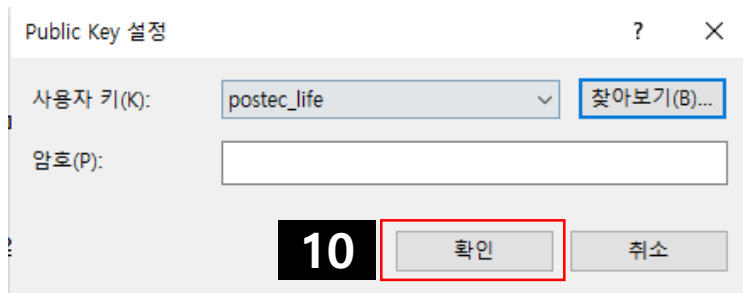 Public Key 설정 ? ×
사용자 키(K): postec_life 찾아보기(B)...
암호(P):
10 확인 취소